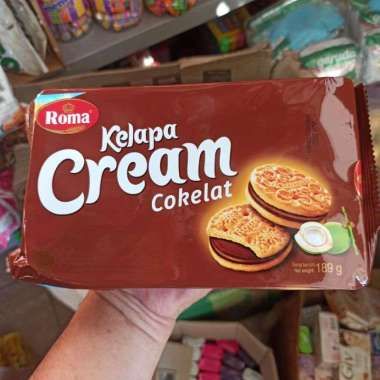 Roma
Kelapa
Cream
Cokelat
189 g